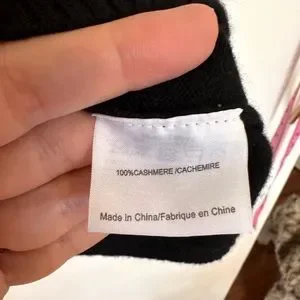 100%CASHMERE /CACHEMIRE
Made in China/Fabrique en Chine